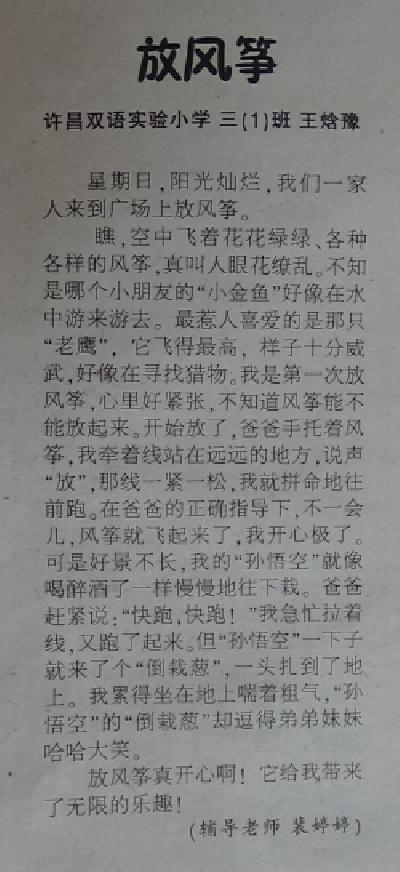 放风筝
许昌双语实验小学 三(1)班 王焓豫
星期日,阳光灿烂,我们一家
人来到广场上放风筝。
瞧,空中飞着花花绿绿、各种
各样的风筝,真叫人眼花缭乱。不知
是哪个小朋友的“小金鱼”好像在水
中游来游去。最惹人喜爱的是那只
“老鹰”,它飞得最高,样子十分威
武,好像在寻找猎物。我是第一次放
风筝,心里好紧张,不知道风筝能不
能放起来。开始放了,爸爸手托着风
筝,我牵着线站在远远的地方,说声
“放”,那线一紧一松,我就拼命地往
前跑。在爸爸的正确指导下,不一会
儿,风筝就飞起来了,我开心极了。
可是好景不长,我的“孙悟空”就像
喝醉酒了一样慢慢地往下栽。爸爸
赶紧说:“快跑,快跑!”我急忙拉着
线,又跑了起来。但“孙悟空”一下子
就来了个“倒栽葱”,一头扎到了地
上。我累得坐在地上喘着粗气,“孙
悟空”的“倒栽葱”却逗得弟弟妹妹
哈哈大笑。
放风筝真开心啊!它给我带来
了无限的乐趣!
(辅导老师 裴婷婷)